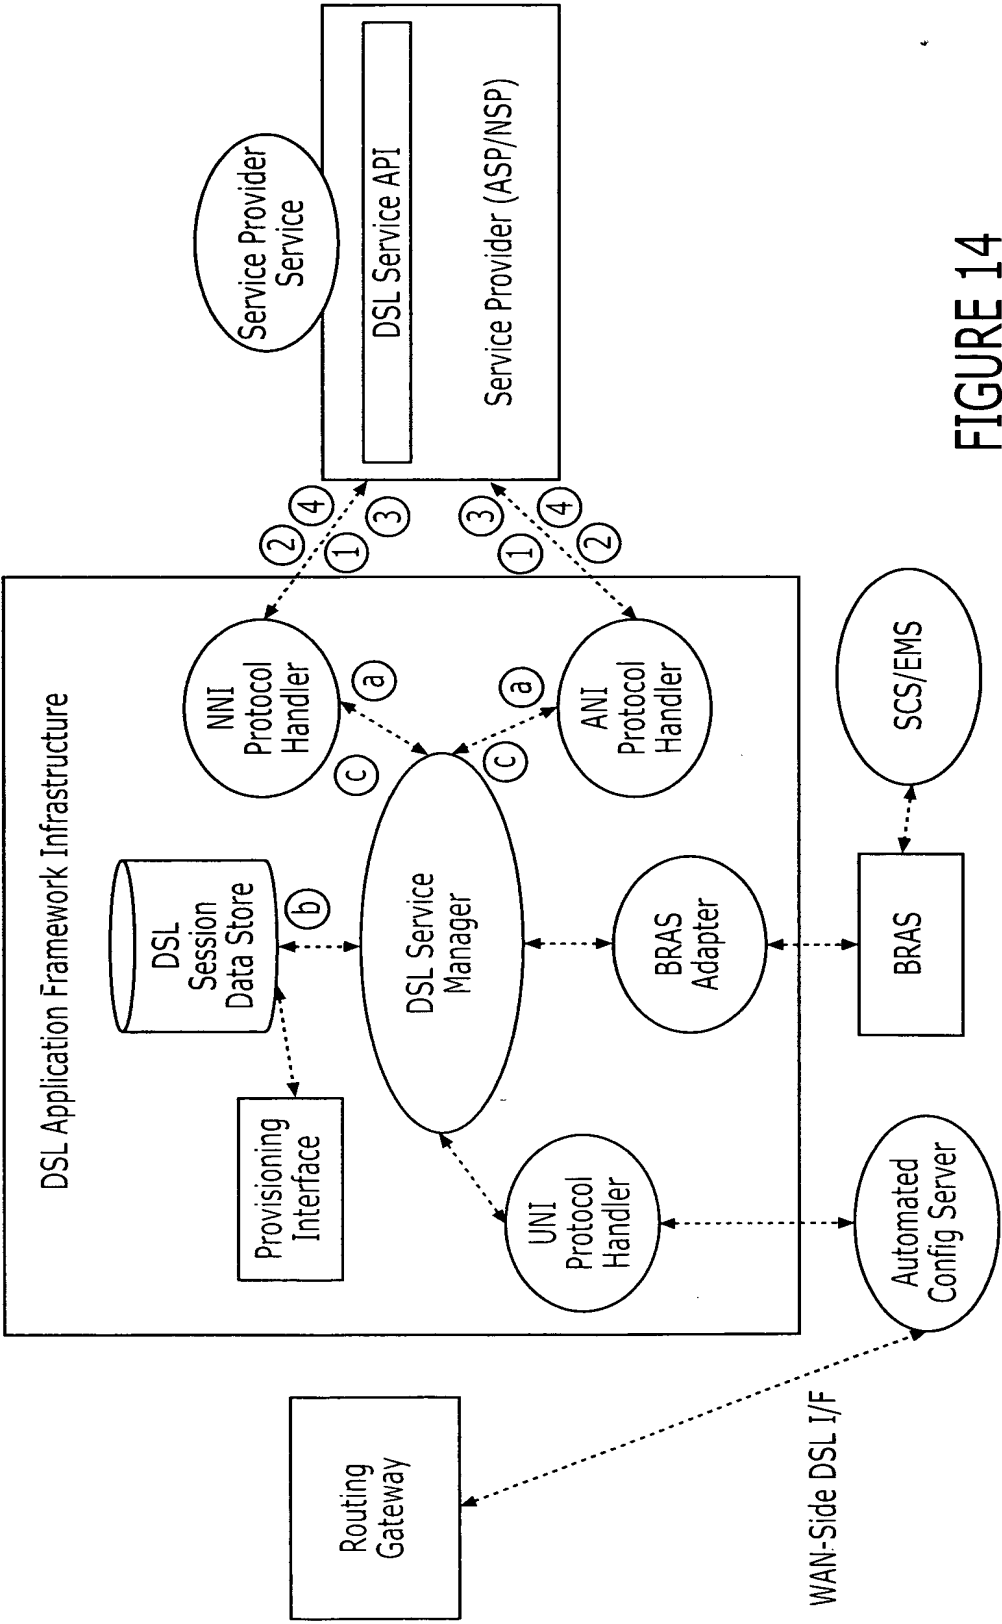 DSL Application Framework Infrastructure
Routing
Gateway
WAN-Side DSL I/F
Provisioning
Interface
DSL
Session
Data Store
b
DSL Service
Manager
UNI
Protocol
Handler
Automated
Config Server
BRAS
Adapter
BRAS
SCS/EMS
NNI
Protocol
Handler
a
c
a
c
ANI
Protocol
Handler
2
4
1
3
3
1
4
2
Service Provider
Service
DSL Service API
Service Provider (ASP/NSP)
FIGURE 14